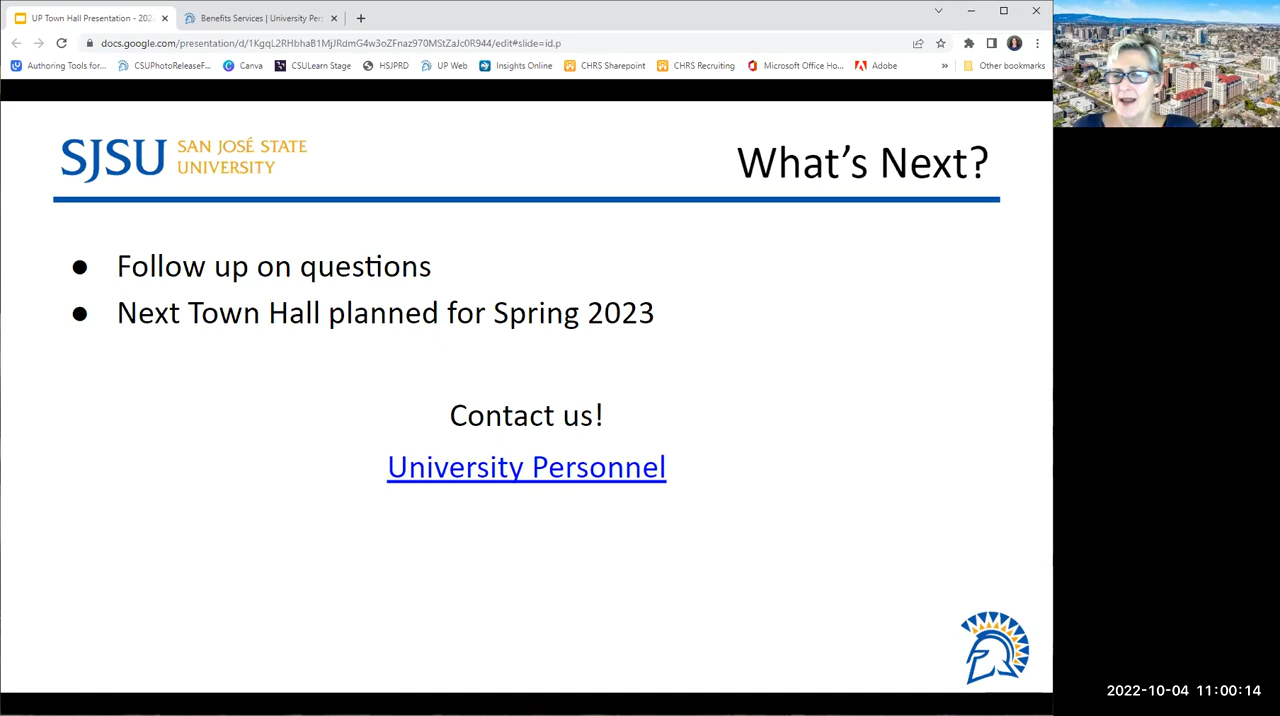 UP Town Hall Presentation - 202
Benefits Services | University Per
docs.google.com/presentation/d/1KgqL2RHbhaB1MjJRdmG4w3oZFnaz970MStZaJc0R944/edit#slide=id.p
Authoring Tools for... CSUPhotoReleaseF... Canva CSULearn Stage HSJPRD UP Web Insights Online CHRS Sharepoint CHRS Recruiting Microsoft Office Ho... Adobe » Other bookmarks
SJSU SAN JOSÉ STATE
UNIVERSITY
What's Next?
● Follow up on questions
● Next Town Hall planned for Spring 2023
Contact us!
University Personnel
2022-10-04 11:00:14